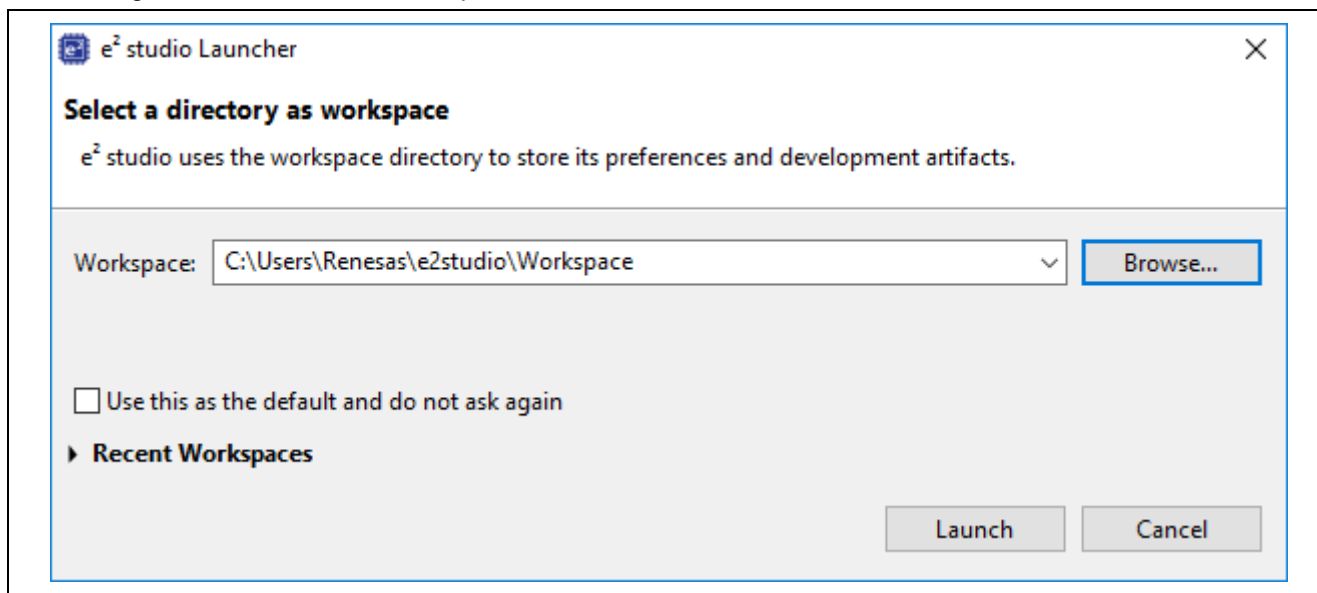 e² studio Launcher
Select a directory as workspace
e² studio uses the workspace directory to store its preferences and development artifacts.
Workspace: C:\Users\Renesas\e2studio\Workspace Browse...
Use this as the default and do not ask again
Recent Workspaces
Launch Cancel